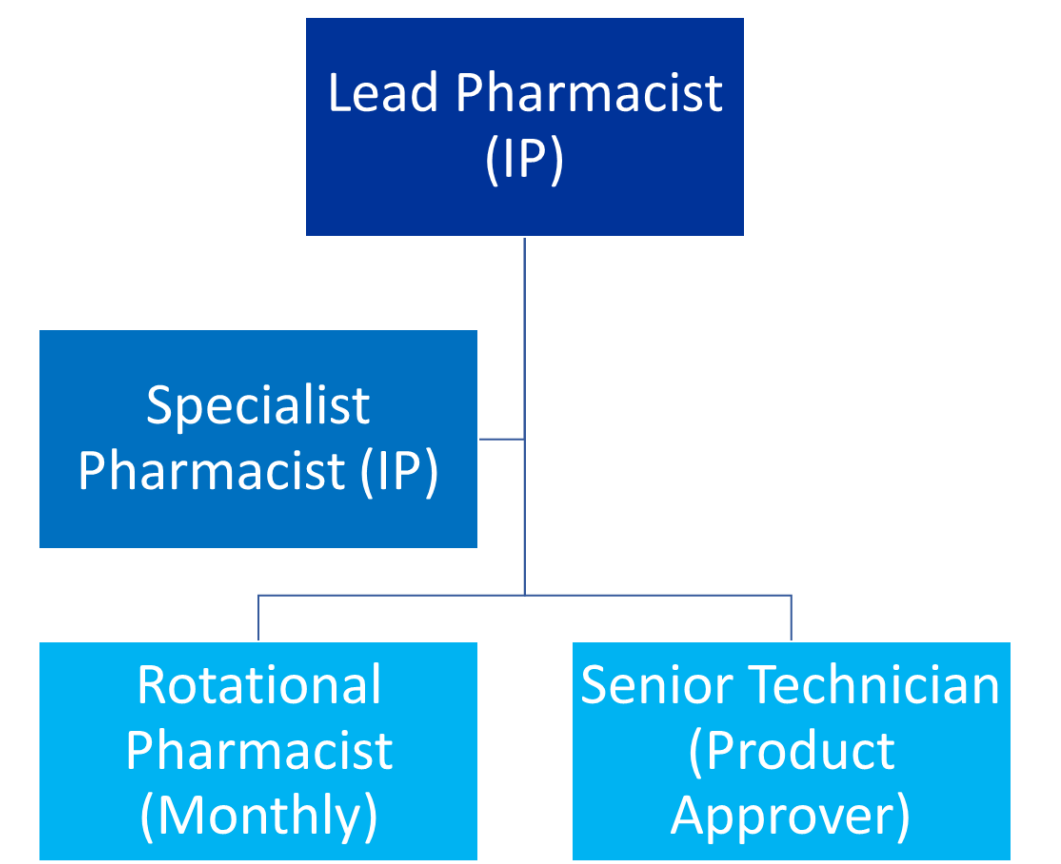 Lead Pharmacist
(IP)
Specialist
Pharmacist (IP)
Rotational
Pharmacist
(Monthly)
Senior Technician
(Product
Approver)